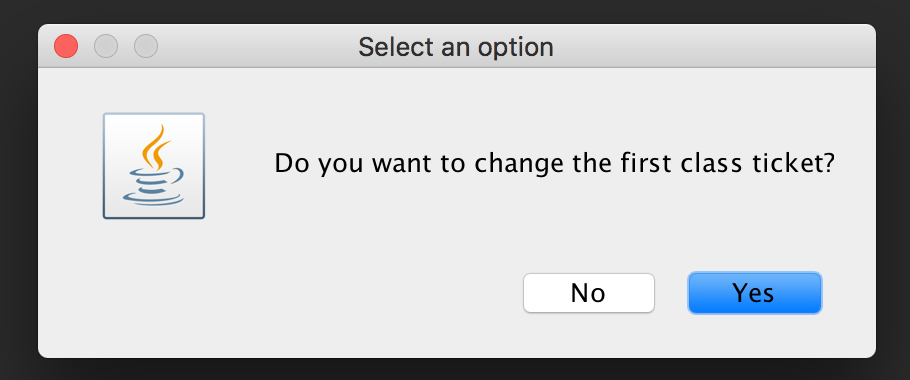 Select an option
Do you want to change the first class ticket?
No
Yes